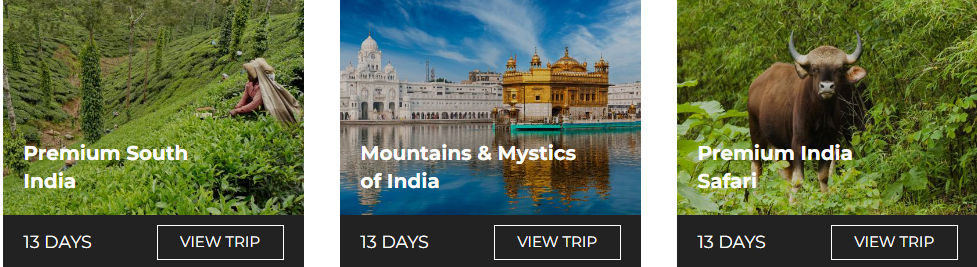 Premium South
India
13 DAYS
VIEW TRIP
Mountains & Mystics
of India
13 DAYS
VIEW TRIP
Premium India
Safari
13 DAYS
VIEW TRIP